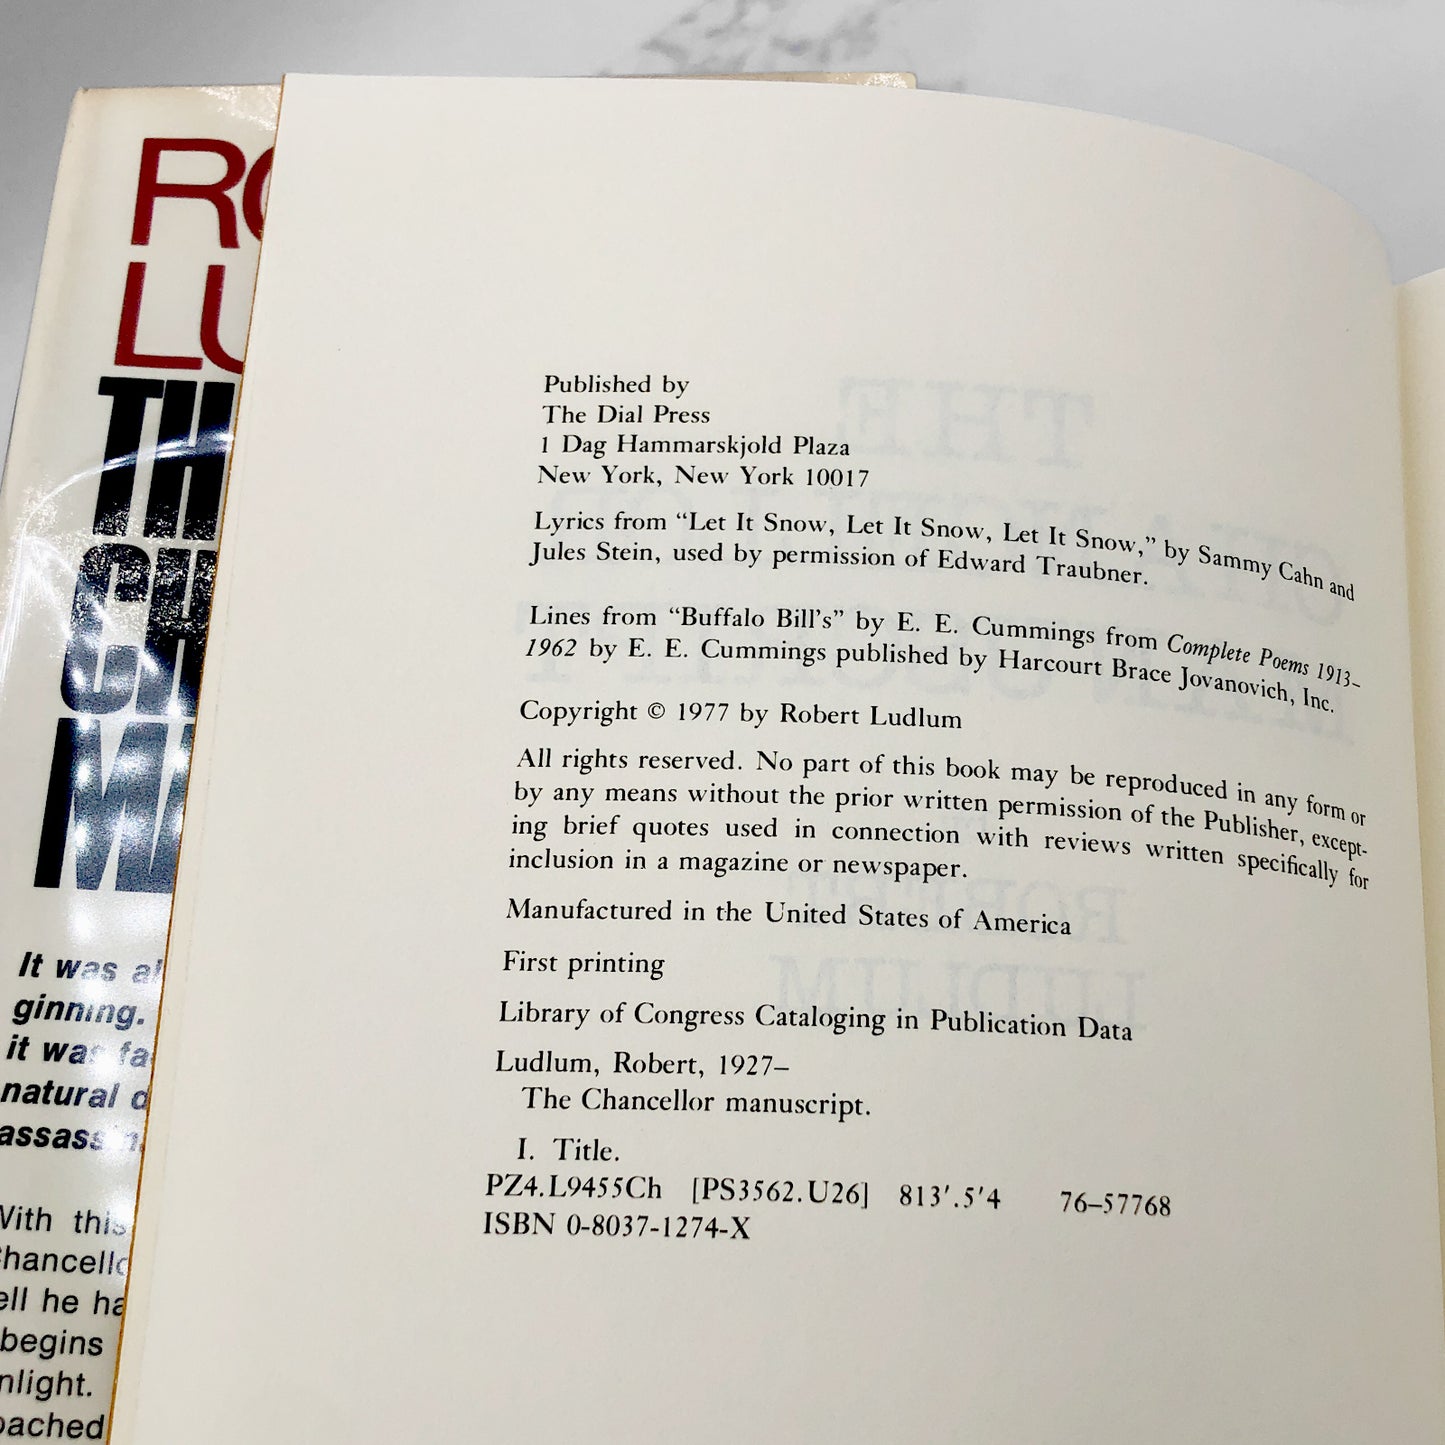 RO
LU
TH
CH
MA
It was al
ginning.
it was fa
natural d
assassin
With this
Chancello
ell he ha
begins
nlight.
oached
Published by
The Dial Press
1 Dag Hammarskjold Plaza
New York, New York 10017
Lyrics from “Let It Snow, Let It Snow, Let It Snow,” by Sammy Cahn and
Jules Stein, used by permission of Edward Traubner.
Lines from “Buffalo Bill's” by E. E. Cummings from Complete Poems 1913–
1962 by E. E. Cummings published by Harcourt Brace Jovanovich, Inc.
Copyright © 1977 by Robert Ludlum
All rights reserved. No part of this book may be reproduced in any form or
by any means without the prior written permission of the Publisher, except-
ing brief quotes used in connection with reviews written specifically for
inclusion in a magazine or newspaper.
Manufactured in the United States of America
First printing
Library of Congress Cataloging in Publication Data
Ludlum, Robert, 1927–
The Chancellor manuscript.
I. Title.
PZ4.L9455Ch [PS3562.U26] 813′.5′4 76–57768
ISBN 0-8037-1274-X